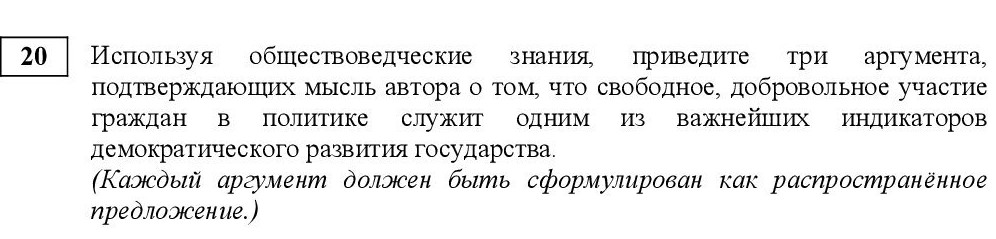 20
Используя обществоведческие знания, приведите три аргумента,
подтверждающих мысль автора о том, что свободное, добровольное участие
граждан в политике служит одним из важнейших индикаторов
демократического развития государства.
(Каждый аргумент должен быть сформулирован как распространённое
предложение.)